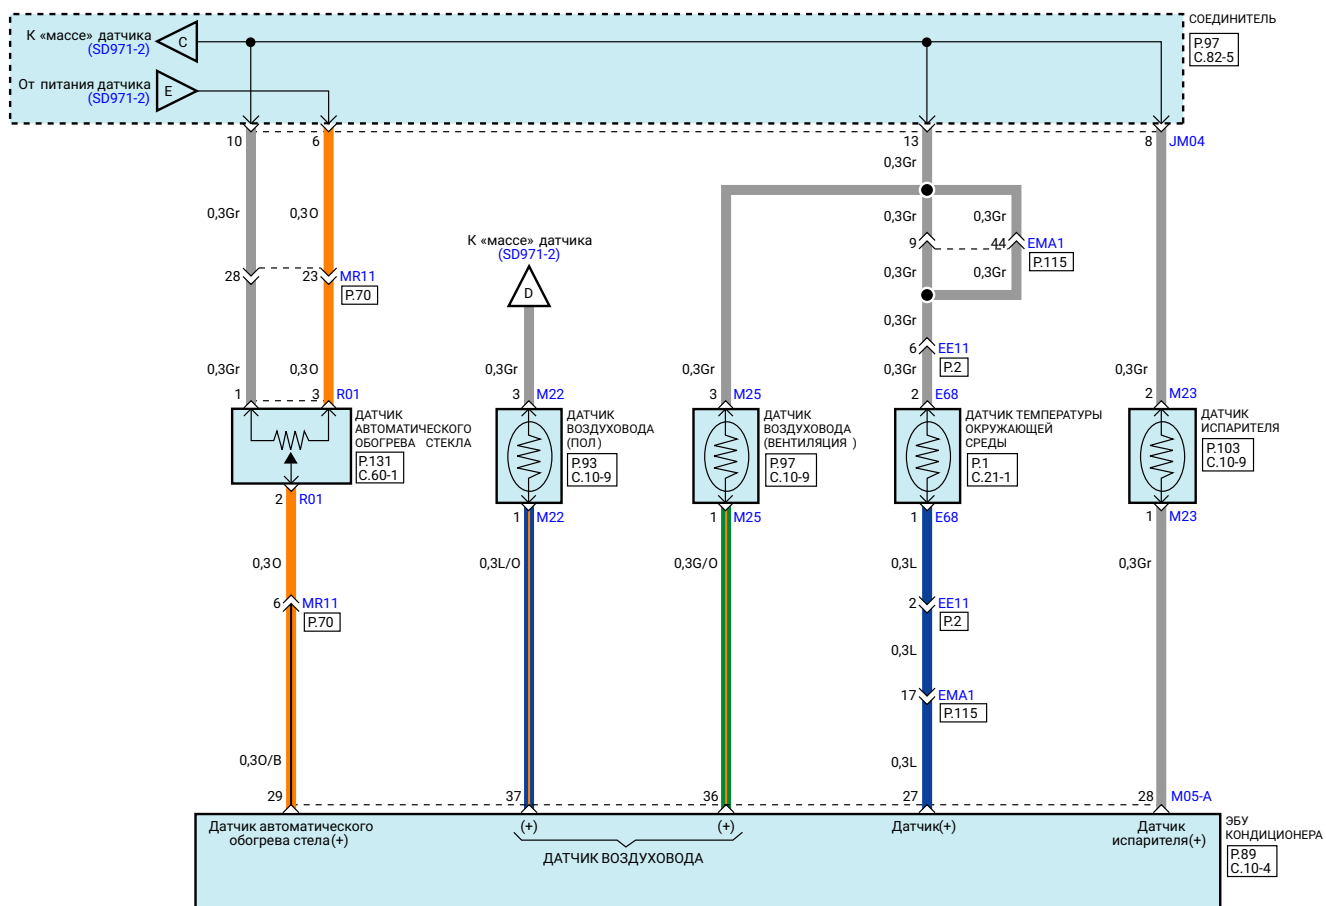 СОЕДИНИТЕЛЬ
P.97
C.82-5
К «массе» датчика
(SD971-2)
C
От питания датчика
(SD971-2)
E
10
6
13
8
JM04
0,3Gr
0,3Gr
0,3O
0,3Gr
0,3Gr
К «массе» датчика
(SD971-2)
D
9
44
EMA1
P.115
28
23
MR11
P.70
0,3Gr
0,3Gr
0,3Gr
6
EE11
P.2
0,3Gr
0,3O
0,3Gr
0,3Gr
0,3Gr
0,3Gr
1
3
R01
3
M22
3
M25
2
E68
2
M23
ДАТЧИК
АВТОМАТИЧЕСКОГО
ОБОГРЕВА СТЕКЛА
P.131
C.60-1
ДАТЧИК
ВОЗДУХОВОДА
(ПОЛ)
P.93
C.10-9
ДАТЧИК
ВОЗДУХОВОДА
(ВЕНТИЛЯЦИЯ )
P.97
C.10-9
ДАТЧИК ТЕМПЕРАТУРЫ
ОКРУЖАЮЩЕЙ
СРЕДЫ
P.1
C.21-1
ДАТЧИК
ИСПАРИТЕЛЯ
P.103
C.10-9
2
R01
1
M22
1
M25
1
E68
1
M23
0,3O
0,3L/O
0,3G/O
0,3L
0,3Gr
6
MR11
P.70
2
EE11
P.2
0,3L
17
EMA1
P.115
0,3O/B
0,3L
29
37
36
27
28
M05-A
Датчик автоматического
обогрева стела(+)
(+)
(+)
ДАТЧИК ВОЗДУХОВОДА
Датчик(+)
Датчик
испарителя(+)
ЭБУ
КОНДИЦИОНЕРА
P.89
C.10-4